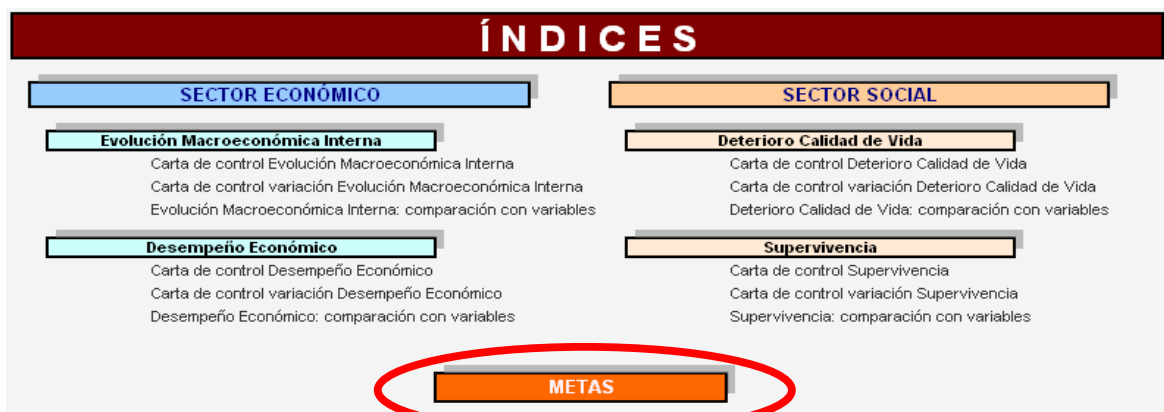 ÍNDICES
SECTOR ECONÓMICO
Evolución Macroeconómica Interna
Carta de control Evolución Macroeconómica Interna
Carta de control variación Evolución Macroeconómica Interna
Evolución Macroeconómica Interna: comparación con variables
Desempeño Económico
Carta de control Desempeño Económico
Carta de control variación Desempeño Económico
Desempeño Económico: comparación con variables
SECTOR SOCIAL
Deterioro Calidad de Vida
Carta de control Deterioro Calidad de Vida
Carta de control variación Deterioro Calidad de Vida
Deterioro Calidad de Vida: comparación con variables
Supervivencia
Carta de control Supervivencia
Carta de control variación Supervivencia
Supervivencia: comparación con variables
METAS